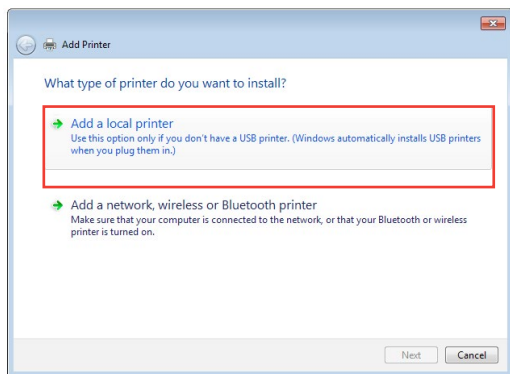 Add Printer
What type of printer do you want to install?
Add a local printer
Use this option only if you don't have a USB printer. (Windows automatically installs USB printers
when you plug them in.)
Add a network, wireless or Bluetooth printer
Make sure that your computer is connected to the network, or that your Bluetooth or wireless
printer is turned on.
Next Cancel